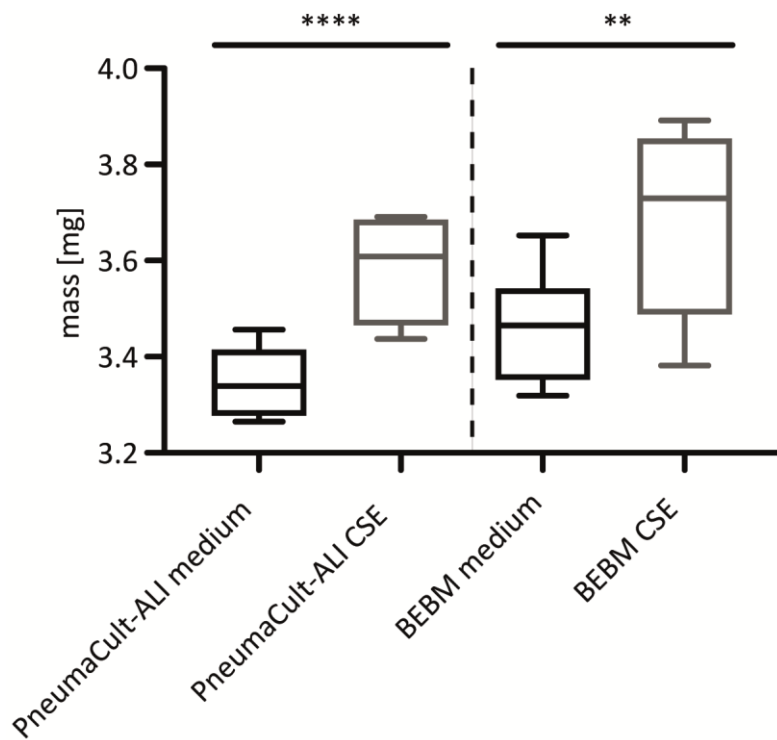 **** **
4.0
3.8
3.6
3.4
3.2
mass [mg]
PneumaCult-ALI medium
PneumaCult-ALI CSE
BEBM medium
BEBM CSE